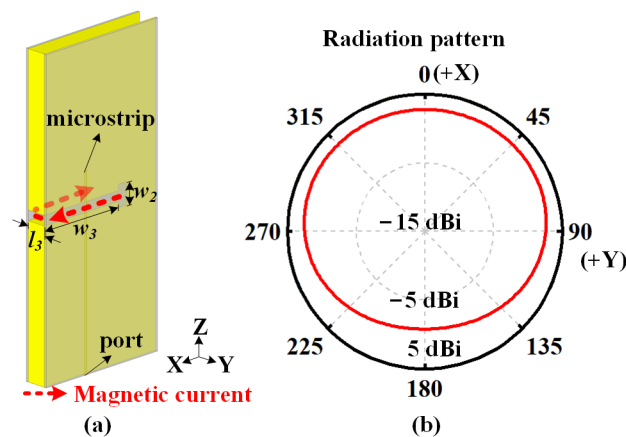 microstrip
w2
l3
w3
port
Z
X
Y
Magnetic current
(a)
Radiation pattern
0 (+X)
315
45
−15 dBi
270
90
(+Y)
−5 dBi
225
5 dBi
135
180
(b)